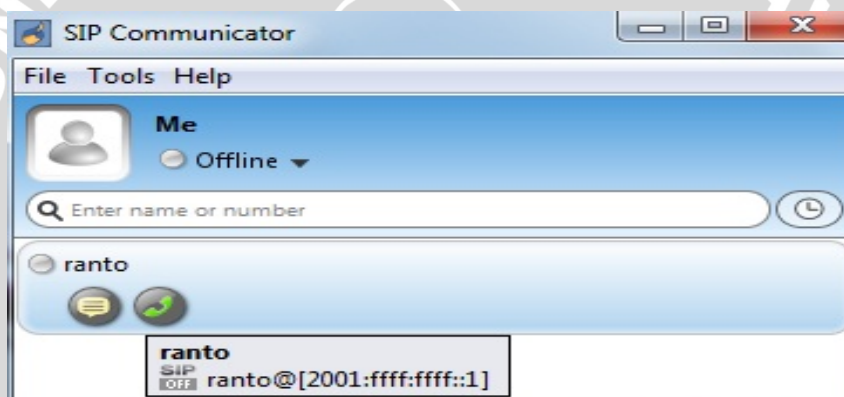 SIP Communicator
File Tools Help
Me
Offline
Enter name or number
ranto
ranto
SIP OFF ranto@[2001:ffff:ffff::1]